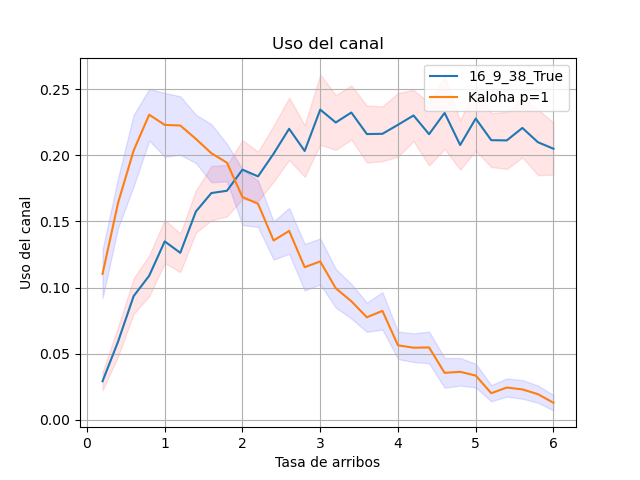 Uso del canal
16_9_38_True
Kaloha p=1
Uso del canal
0.25
0.20
0.15
0.10
0.05
0.00
0 1 2 3 4 5 6
Tasa de arribos